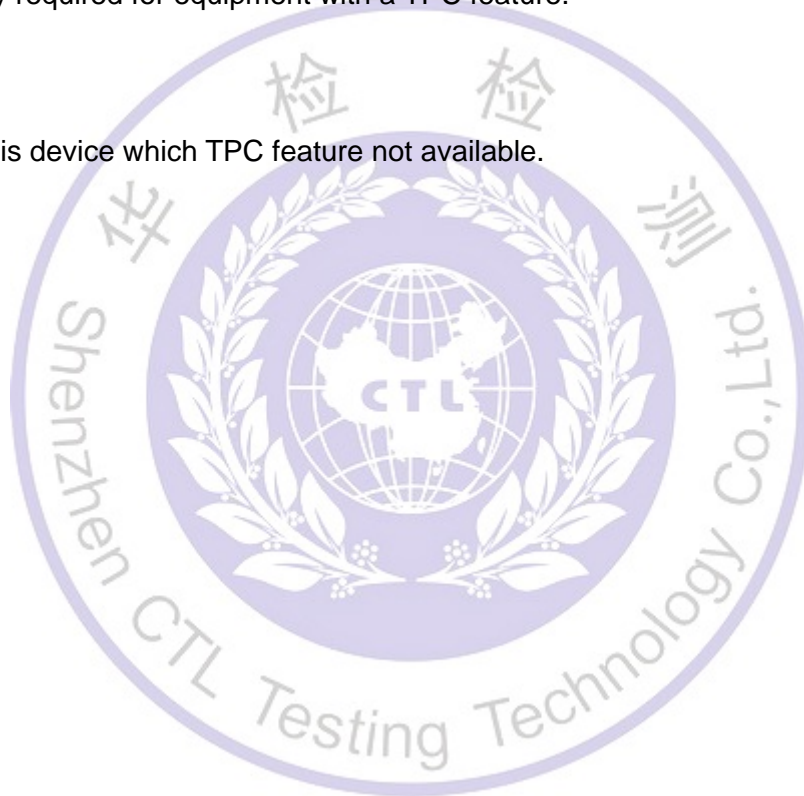 required for equipment with a TPC feature.
is device which TPC feature not available.
华 检 检 测
Shenzhen CTL Testing Technology Co.,Ltd.
CTL